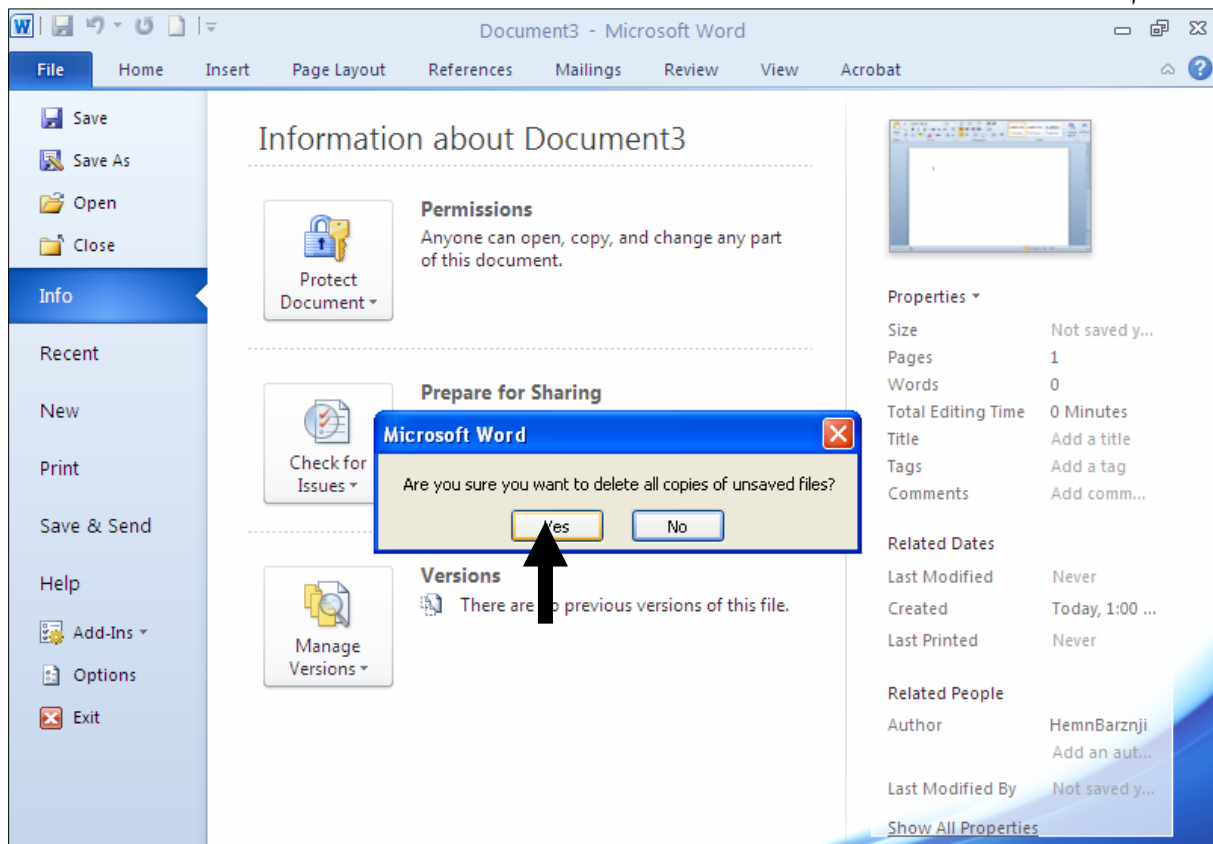 Document3 - Microsoft Word
File Home Insert Page Layout References Mailings Review View Acrobat
Save
Save As
Open
Close
Info
Recent
New
Print
Save & Send
Help
Add-Ins
Options
Exit
Information about Document3
Protect
Document
Permissions
Anyone can open, copy, and change any part
of this document.
Check for
Issues
Prepare for Sharing
Microsoft Word
Are you sure you want to delete all copies of unsaved files?
Yes No
Manage
Versions
Versions
There are no previous versions of this file.
Properties
Size Not saved y...
Pages 1
Words 0
Total Editing Time 0 Minutes
Title Add a title
Tags Add a tag
Comments Add comm...
Related Dates
Last Modified Never
Created Today, 1:00 ...
Last Printed Never
Related People
Author HemnBarznji
Add an aut...
Last Modified By Not saved y...
Show All Properties